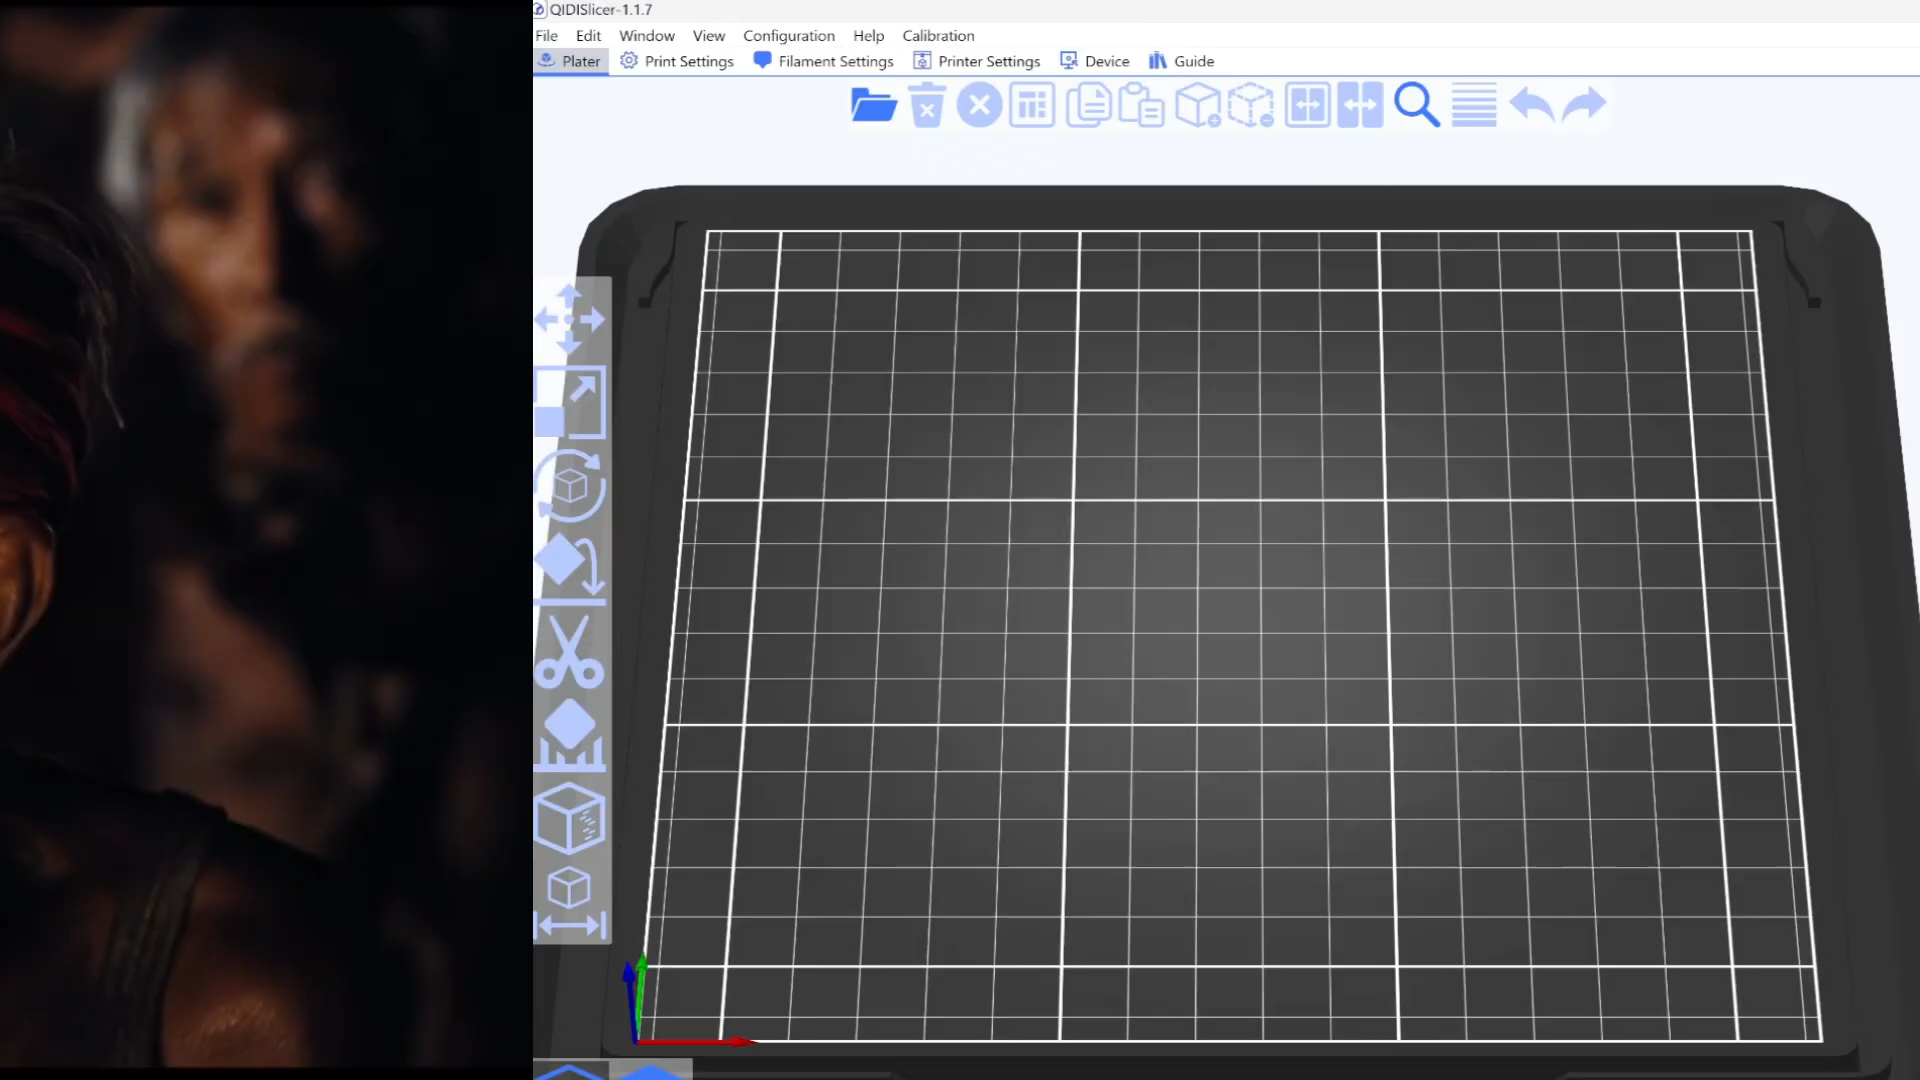 QIDISlicer-1.1.7
File Edit Window View Configuration Help Calibration
Plater Print Settings Filament Settings Printer Settings Device Guide